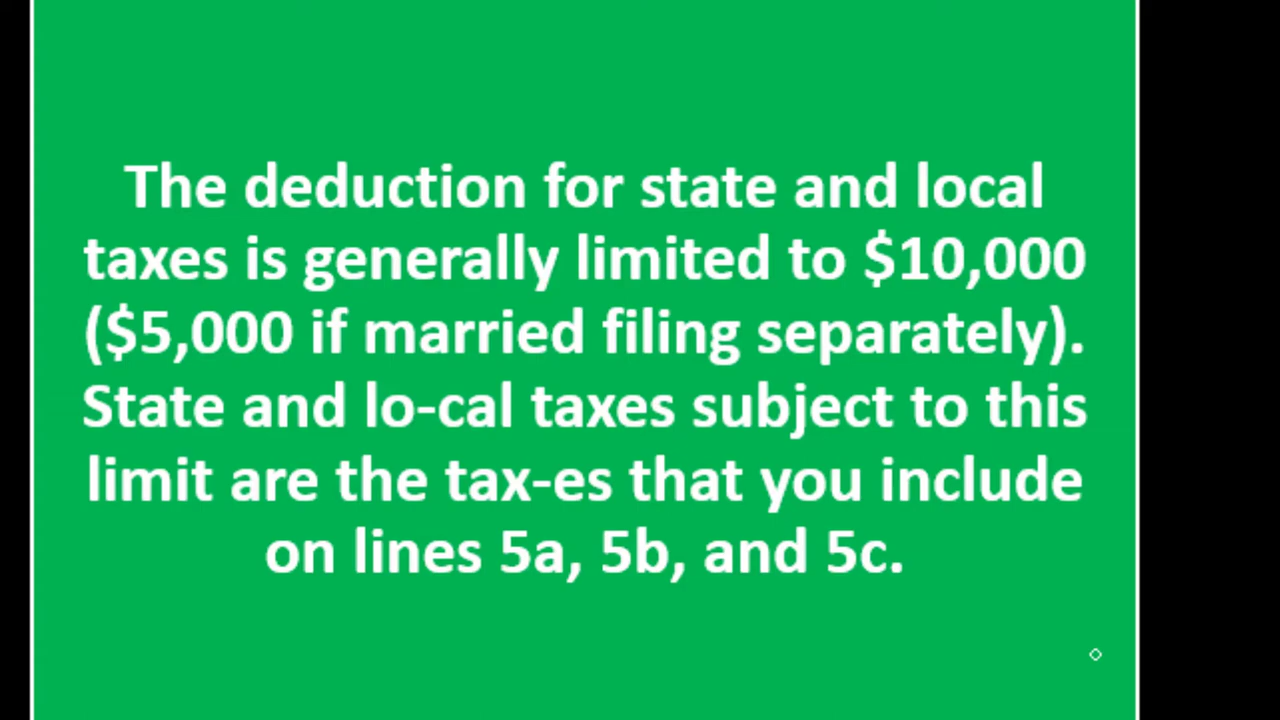 The deduction for state and local
taxes is generally limited to $10,000
($5,000 if married filing separately).
State and lo-cal taxes subject to this
limit are the tax-es that you include
on lines 5a, 5b, and 5c.